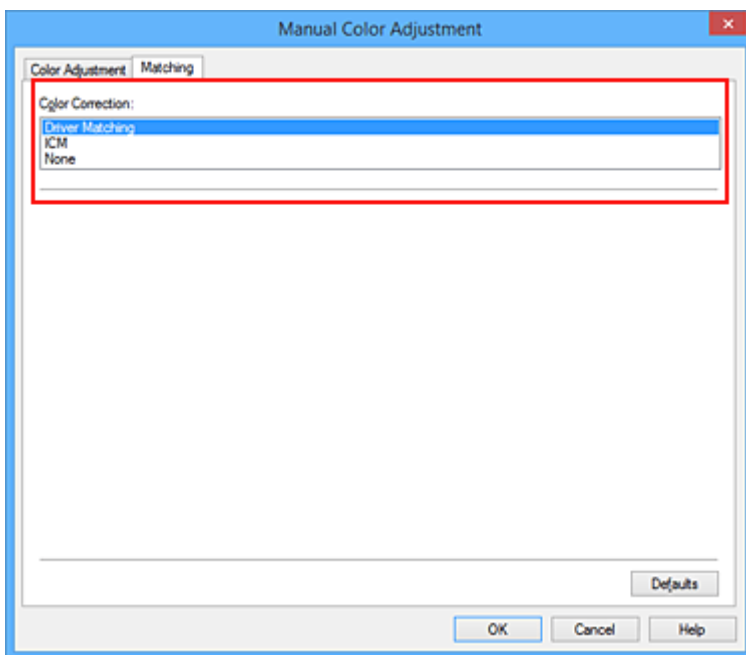 Manual Color Adjustment
Color Adjustment Matching
Color Correction:
Driver Matching
ICM
None
Defaults
OK Cancel Help